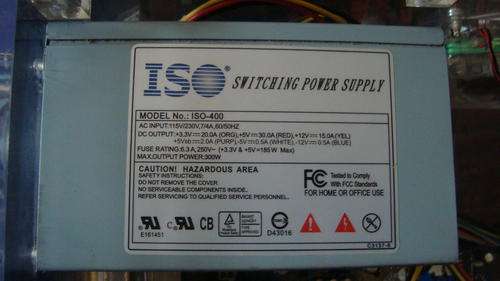 ISO® SWITCHING POWER SUPPLY
MODEL No.: ISO-400
AC INPUT:115V/230V,7/4A,60/50HZ
DC OUTPUT:+3.3V⎓20.0A (ORG),+5V⎓30.0A (RED),+12V⎓15.0A (YEL)
+5Vsb⎓2.0A (PURP),-5V⎓0.5A (WHITE),-12V⎓0.5A (BLUE)
FUSE RATING:6.3 A,250V~ (+3.3V &+5V=185W Max)
MAX.OUTPUT POWER:300W
CAUTION! HAZARDOUS AREA
SAFETY INSTRUCTIONS:
DO NOT REMOVE THE COVER
NO SERVICEABLE COMPONENTS INSIDE.
REFER SERVICING TO QUALIFIED SERVICE PERSONNEL.
FCC Tested to Comply
With FCC Standards
FOR HOME OR OFFICE USE
E161451
CB
D43016